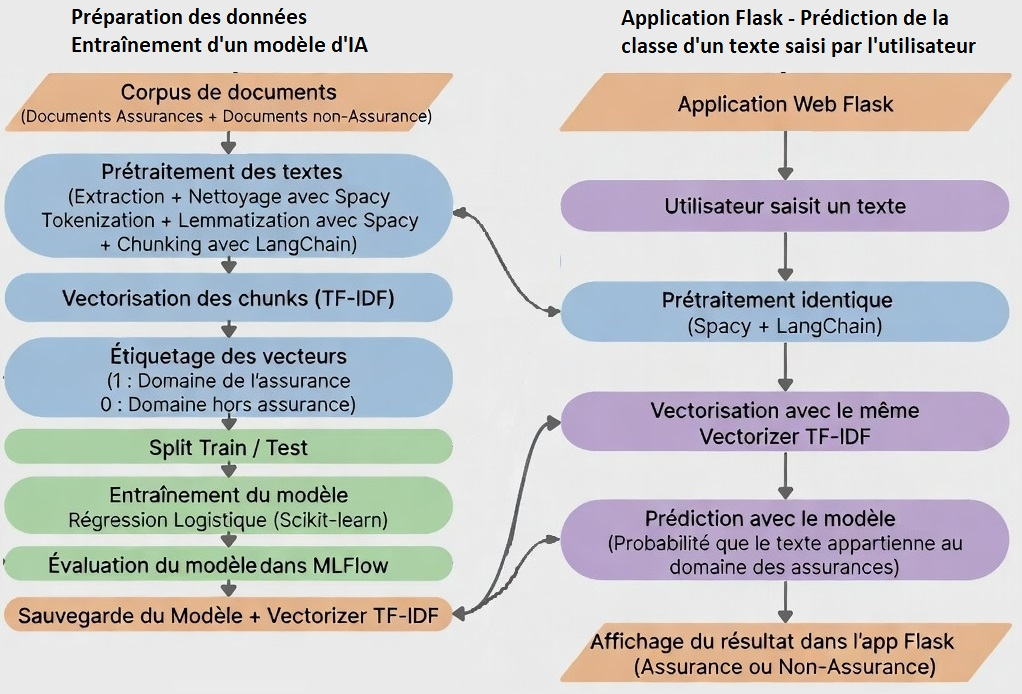 Préparation des données
Entraînement d'un modèle d'IA
Corpus de documents
(Documents Assurances + Documents non-Assurance)
Prétraitement des textes
(Extraction + Nettoyage avec Spacy
Tokenization + Lemmatization avec Spacy
+ Chunking avec LangChain)
Vectorisation des chunks (TF-IDF)
Étiquetage des vecteurs
(1 : Domaine de l'assurance
0 : Domaine hors assurance)
Split Train / Test
Entraînement du modèle
Régression Logistique (Scikit-learn)
Évaluation du modèle dans MLFlow
Sauvegarde du Modèle + Vectorizer TF-IDF
Application Flask - Prédiction de la
classe d'un texte saisi par l'utilisateur
Application Web Flask
Utilisateur saisit un texte
Prétraitement identique
(Spacy + LangChain)
Vectorisation avec le même
Vectorizer TF-IDF
Prédiction avec le modèle
(Probabilité que le texte appartienne au
domaine des assurances)
Affichage du résultat dans l'app Flask
(Assurance ou Non-Assurance)